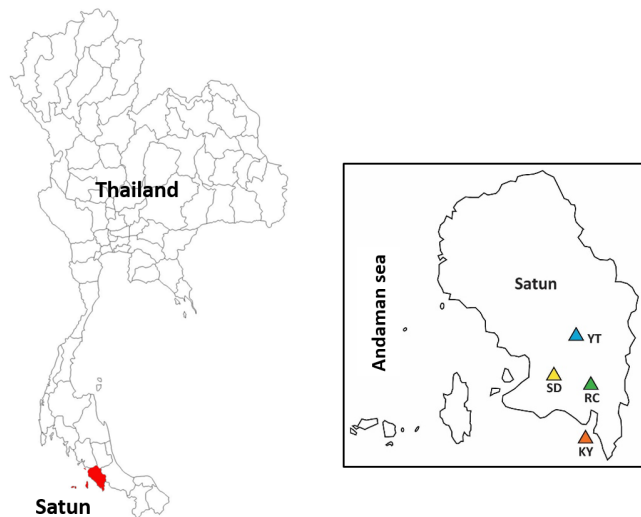 Thailand
Satun
Andaman sea
Satun
YT
SD
RC
KY